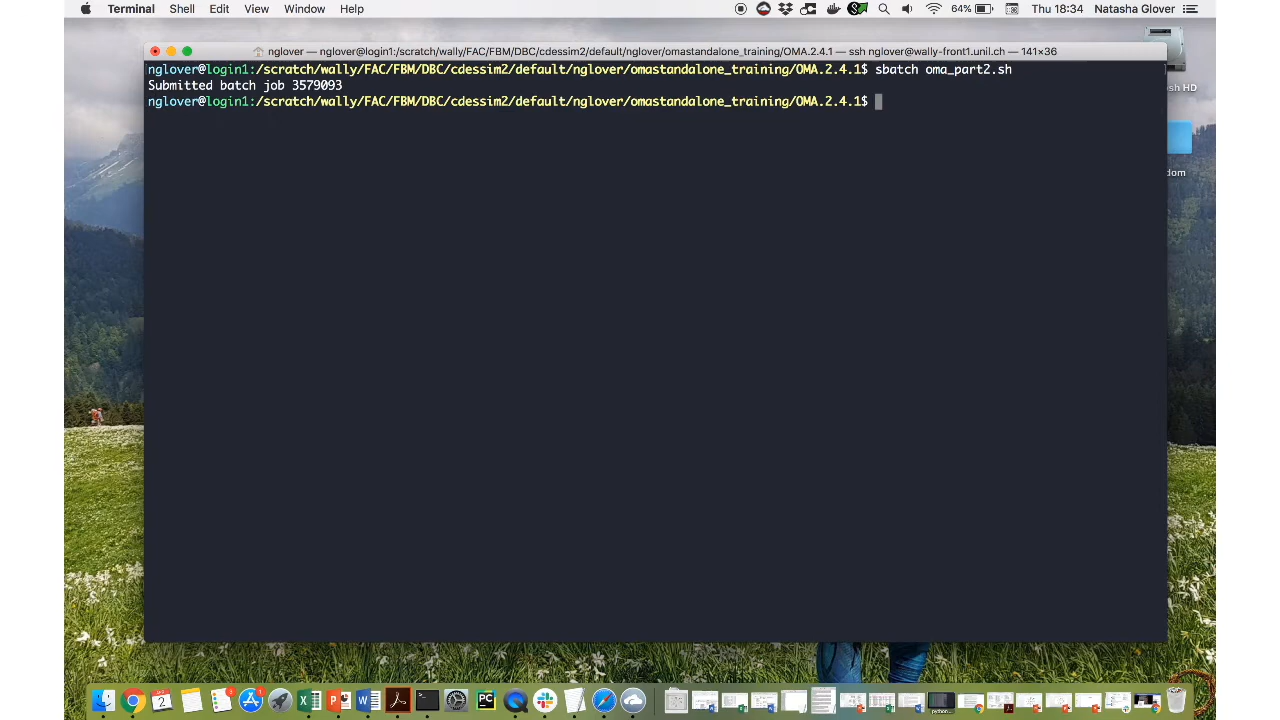 Terminal Shell Edit View Window Help 64% Thu 18:34 Natasha Glover
nglover — nglover@login1:/scratch/wally/FAC/FBM/DBC/cdessim2/default/nglover/omastandalone_training/OMA.2.4.1 — ssh nglover@wally-front1.unil.ch — 141×36
nglover@login1:/scratch/wally/FAC/FBM/DBC/cdessim2/default/nglover/omastandalone_training/OMA.2.4.1$ sbatch oma_part2.sh
Submitted batch job 3579093
nglover@login1:/scratch/wally/FAC/FBM/DBC/cdessim2/default/nglover/omastandalone_training/OMA.2.4.1$
sh HD
dom